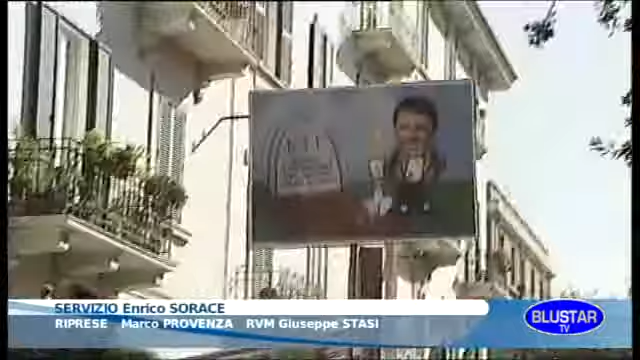 R.I.P.
SERVIZIO Enrico SORACE
RIPRESE Marco PROVENZA RVM Giuseppe STASI
BLUSTAR
TV